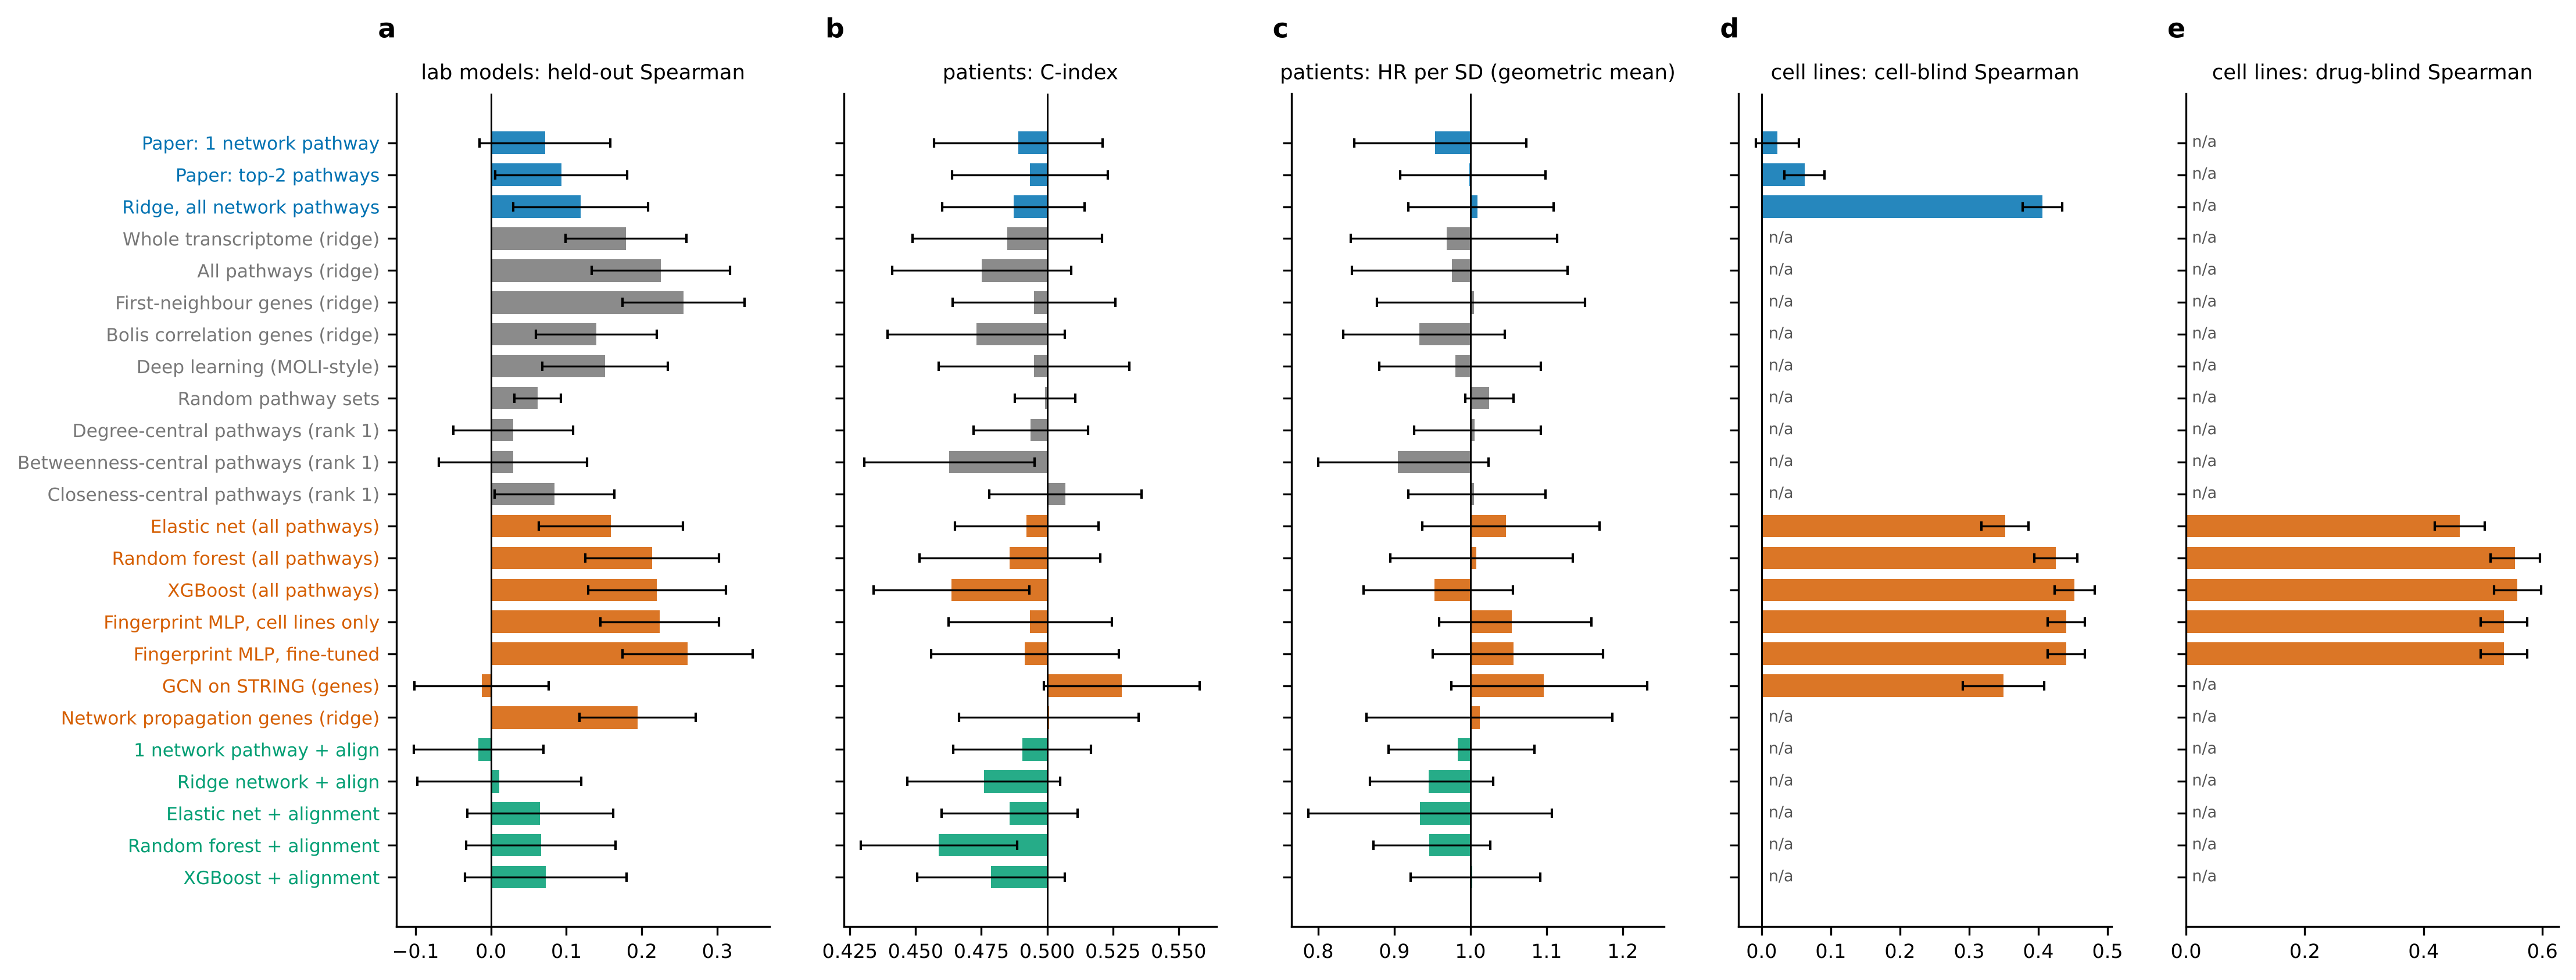 a
b
c
d
e
lab models: held-out Spearman
patients: C-index
patients: HR per SD (geometric mean)
cell lines: cell-blind Spearman
cell lines: drug-blind Spearman
Paper: 1 network pathway
n/a
Paper: top-2 pathways
n/a
Ridge, all network pathways
n/a
Whole transcriptome (ridge)
n/a
n/a
All pathways (ridge)
n/a
n/a
First-neighbour genes (ridge)
n/a
n/a
Bolis correlation genes (ridge)
n/a
n/a
Deep learning (MOLI-style)
n/a
n/a
Random pathway sets
n/a
n/a
Degree-central pathways (rank 1)
n/a
n/a
Betweenness-central pathways (rank 1)
n/a
n/a
Closeness-central pathways (rank 1)
n/a
n/a
Elastic net (all pathways)
Random forest (all pathways)
XGBoost (all pathways)
Fingerprint MLP, cell lines only
Fingerprint MLP, fine-tuned
GCN on STRING (genes)
n/a
Network propagation genes (ridge)
n/a
n/a
1 network pathway + align
n/a
n/a
Ridge network + align
n/a
n/a
Elastic net + alignment
n/a
n/a
Random forest + alignment
n/a
n/a
XGBoost + alignment
n/a
n/a
−0.1 0.0 0.1 0.2 0.3
0.425 0.450 0.475 0.500 0.525 0.550
0.8 0.9 1.0 1.1 1.2
0.0 0.1 0.2 0.3 0.4 0.5
0.0 0.2 0.4 0.6